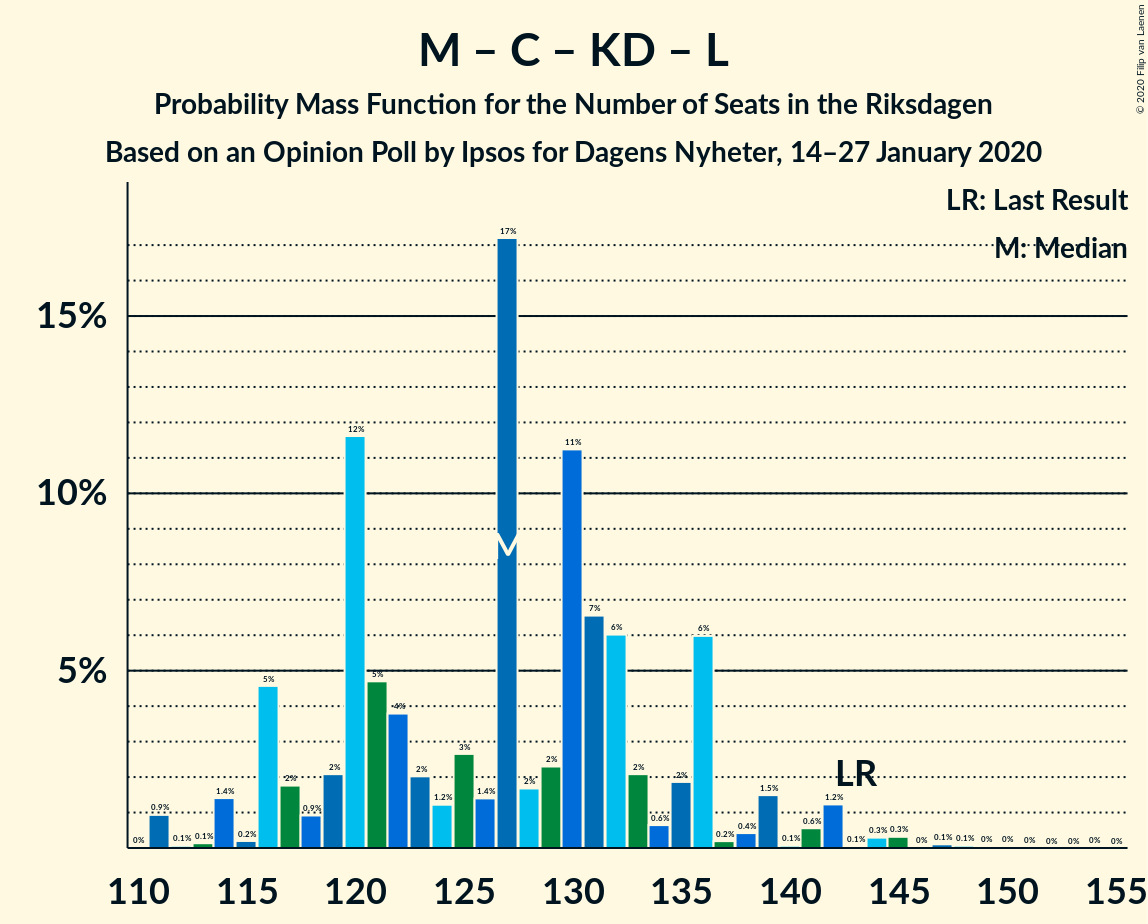 M – C – KD – L
Probability Mass Function for the Number of Seats in the Riksdagen
Based on an Opinion Poll by Ipsos for Dagens Nyheter, 14–27 January 2020
© 2020 Filip van Laenen
LR: Last Result
M: Median
15%
10%
5%
0% 0.9% 0.1% 0.1% 1.4% 0.2% 5% 2% 0.9% 2% 12% 5% 4% 2% 1.2% 3% 1.4% 17% 2% 2% 11% 7% 6% 2% 0.6% 2% 6% 0.2% 0.4% 1.5% 0.1% 0.6% 1.2% 0.1% 0.3% 0.3% 0% 0.1% 0.1% 0% 0% 0% 0% 0% 0% 0%
M
LR
110 115 120 125 130 135 140 145 150 155